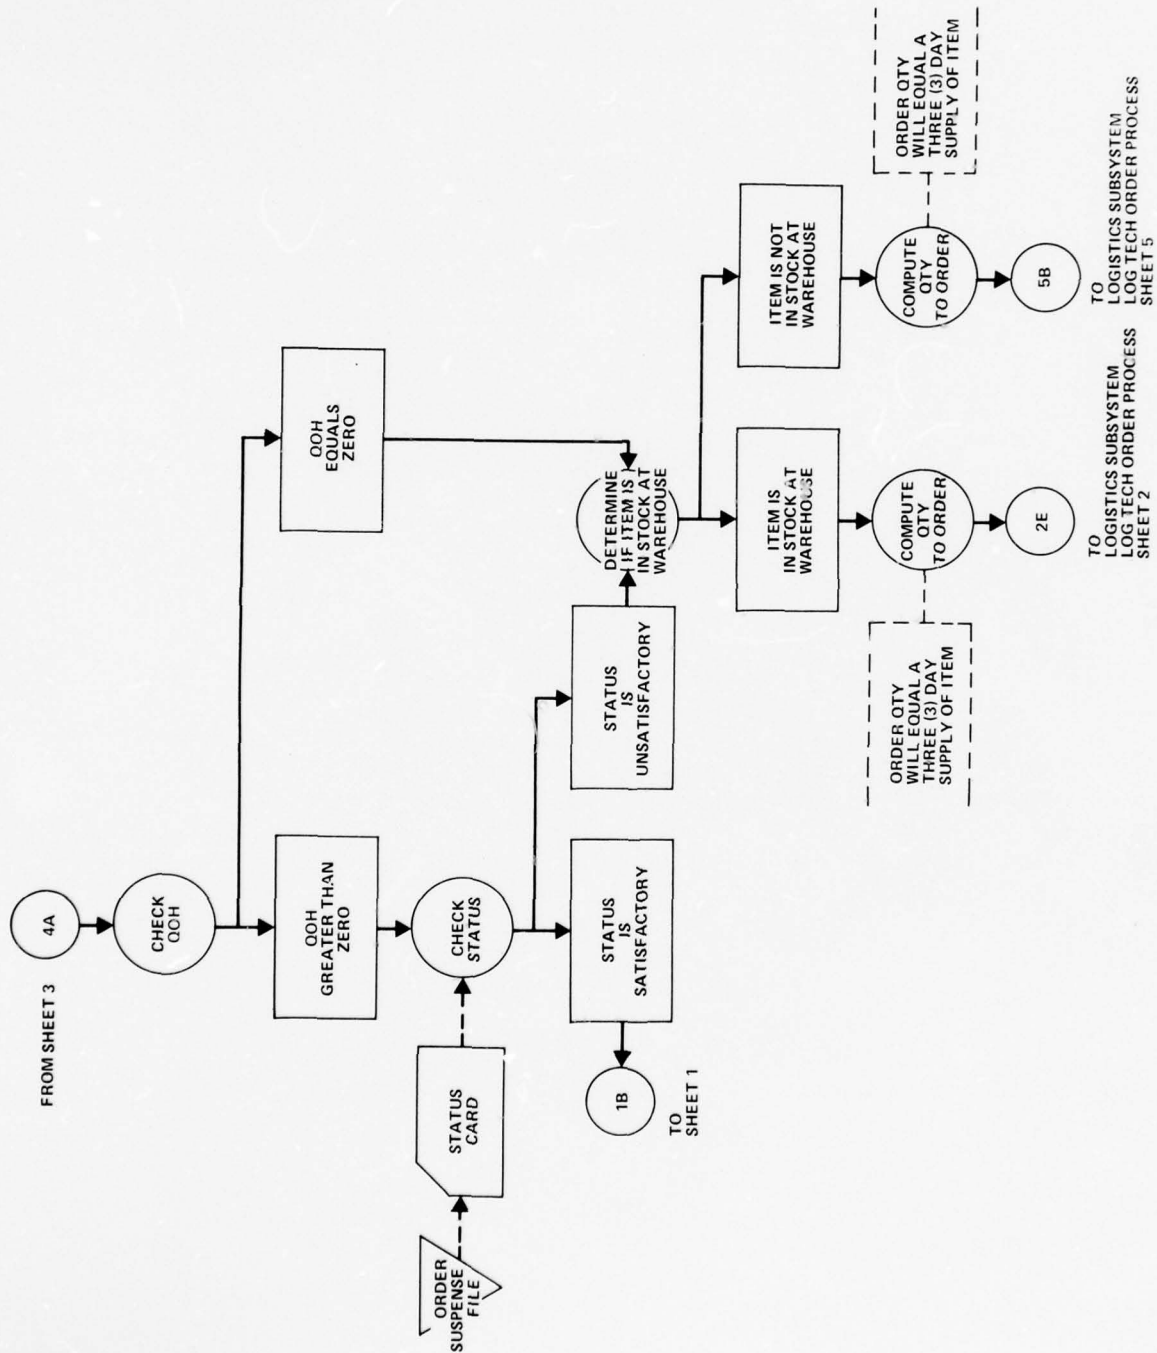 FROM SHEET 3
4A
CHECK
QOH
QOH
GREATER THAN
ZERO
QOH
EQUALS
ZERO
ORDER
SUSPENSE
FILE
STATUS
CARD
CHECK
STATUS
STATUS
IS
SATISFACTORY
STATUS
IS
UNSATISFACTORY
DETERMINE
IF ITEM IS
IN STOCK AT
WAREHOUSE
1B
TO
SHEET 1
ITEM IS
IN STOCK AT
WAREHOUSE
ITEM IS NOT
IN STOCK AT
WAREHOUSE
ORDER QTY
WILL EQUAL A
THREE (3) DAY
SUPPLY OF ITEM
COMPUTE
QTY
TO ORDER
COMPUTE
QTY
TO ORDER
ORDER QTY
WILL EQUAL A
THREE (3) DAY
SUPPLY OF ITEM
2E
5B
TO
LOGISTICS SUBSYSTEM
LOG TECH ORDER PROCESS
SHEET 2
TO
LOGISTICS SUBSYSTEM
LOG TECH ORDER PROCESS
SHEET 5